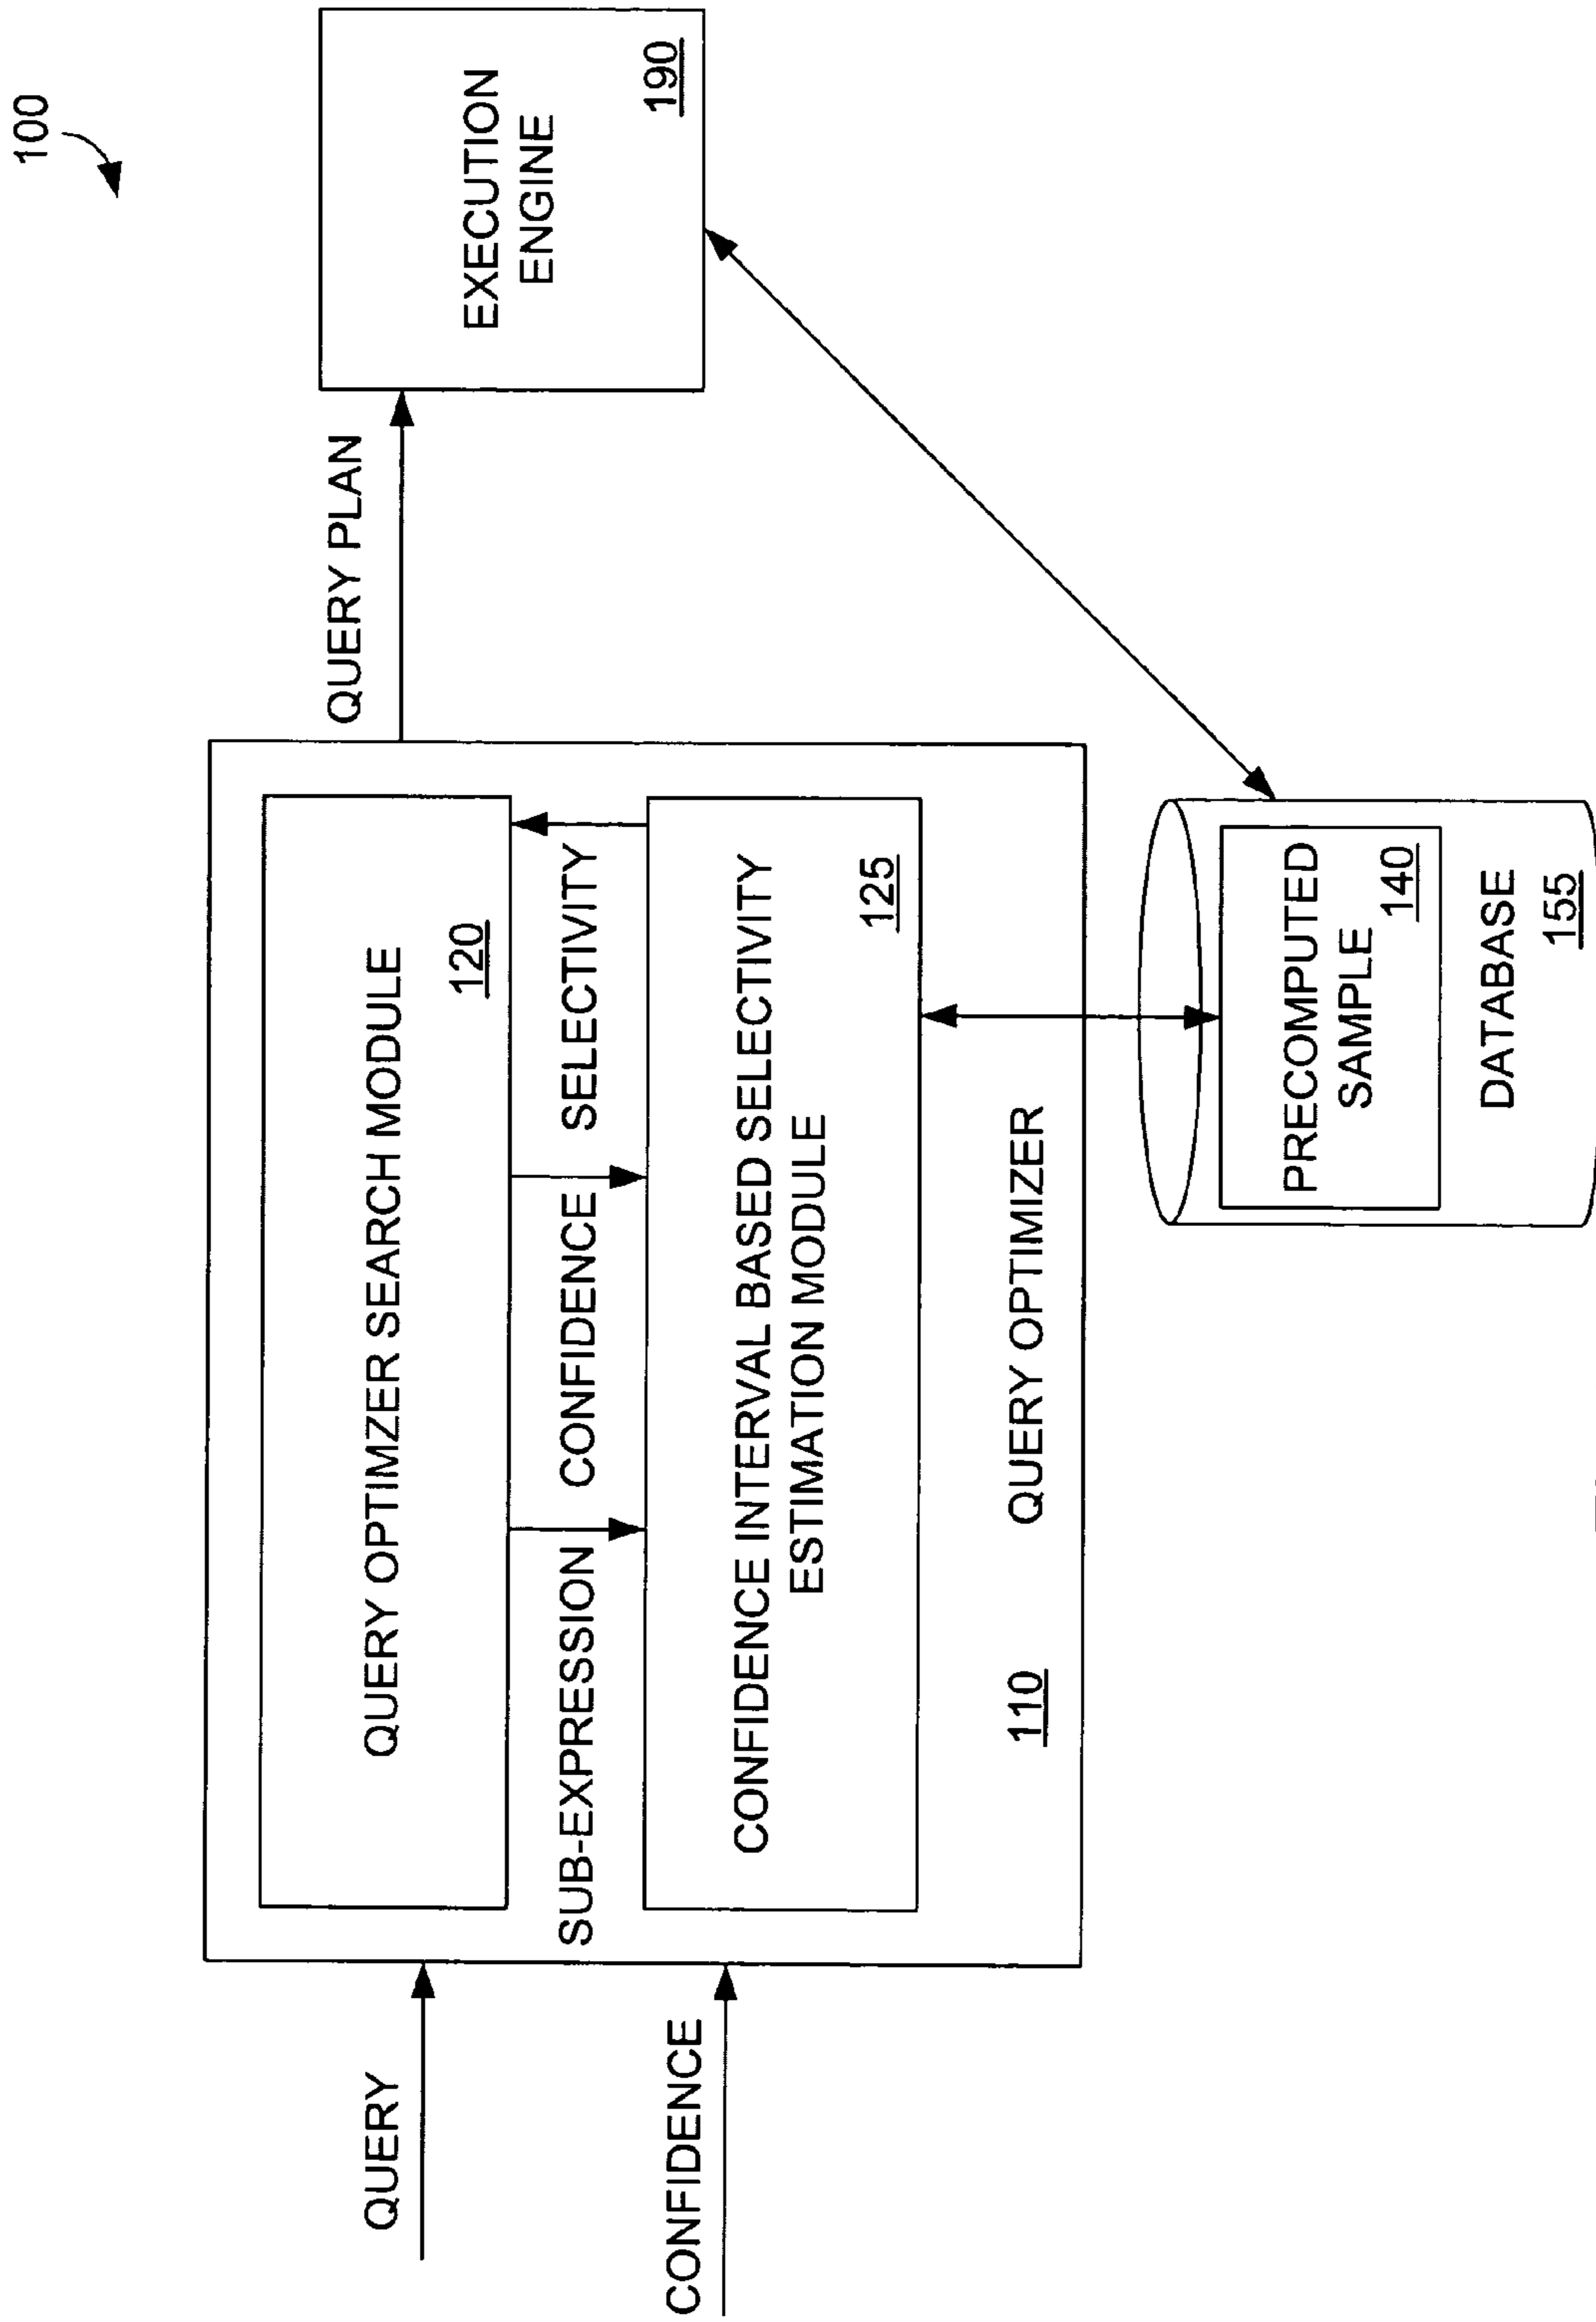 100
QUERY
CONFIDENCE
QUERY OPTIMZER SEARCH MODULE
120
SUB-EXPRESSION
CONFIDENCE
SELECTIVITY
CONFIDENCE INTERVAL BASED SELECTIVITY
ESTIMATION MODULE
125
110
QUERY OPTIMIZER
QUERY PLAN
EXECUTION
ENGINE
190
PRECOMPUTED
SAMPLE
140
DATABASE
155